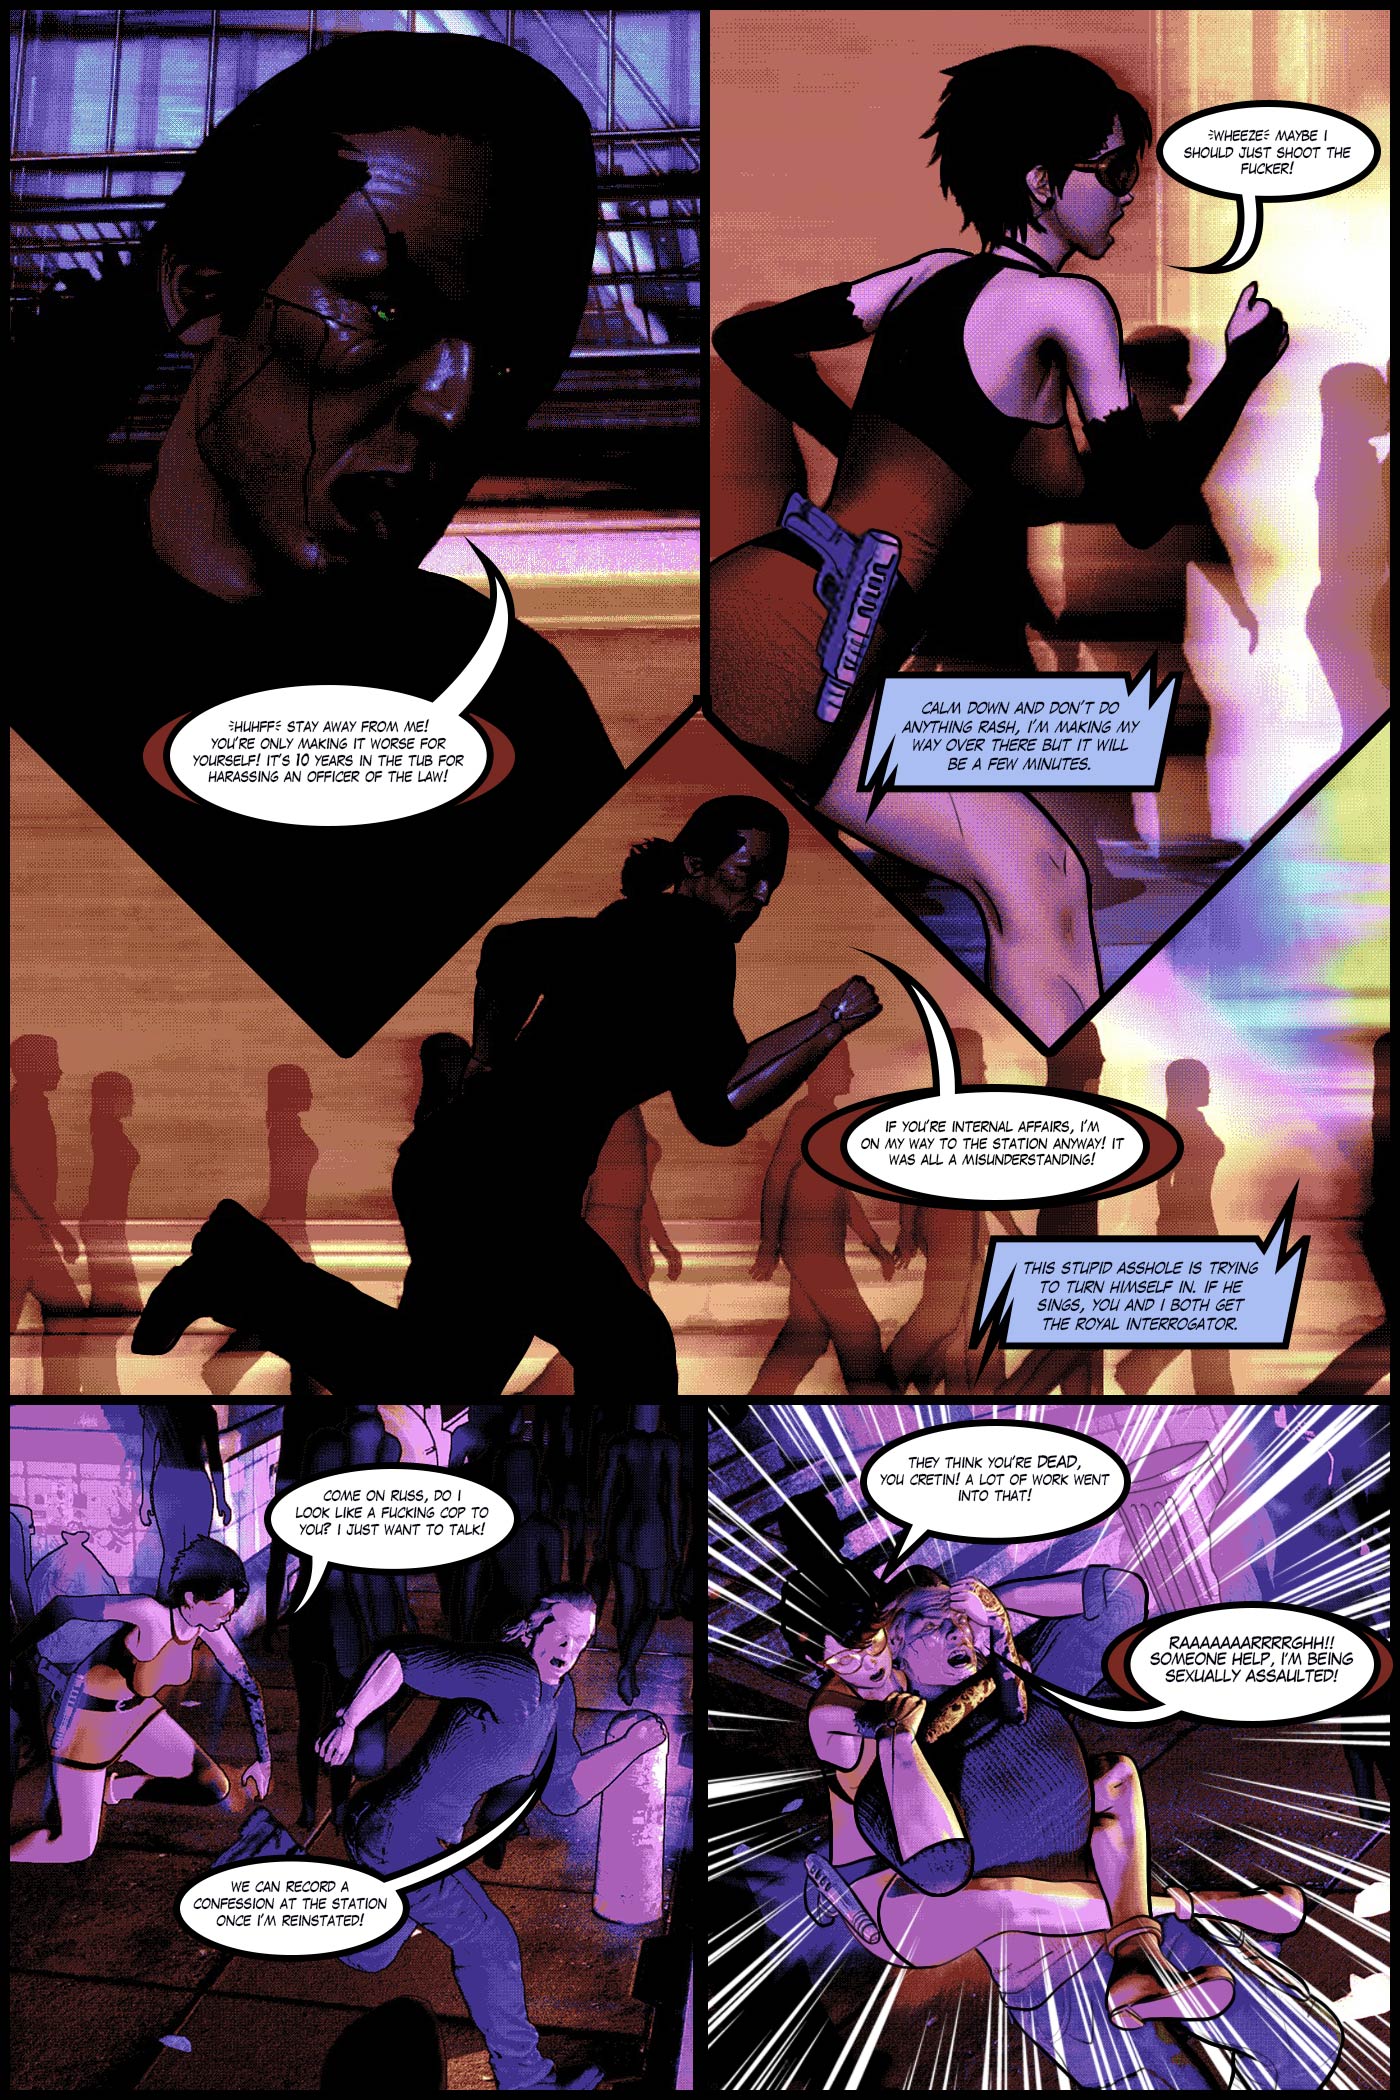 ⩾HUHFF⩽ STAY AWAY FROM ME!
YOU'RE ONLY MAKING IT WORSE FOR
YOURSELF! IT'S 10 YEARS IN THE TUB FOR
HARASSING AN OFFICER OF THE LAW!
⩾WHEEZE⩽ MAYBE I
SHOULD JUST SHOOT THE
FUCKER!
CALM DOWN AND DON'T DO
ANYTHING RASH, I'M MAKING MY
WAY OVER THERE BUT IT WILL
BE A FEW MINUTES.
IF YOU'RE INTERNAL AFFAIRS, I'M
ON MY WAY TO THE STATION ANYWAY! IT
WAS ALL A MISUNDERSTANDING!
THIS STUPID ASSHOLE IS TRYING
TO TURN HIMSELF IN. IF HE
SINGS, YOU AND I BOTH GET
THE ROYAL INTERROGATOR.
COME ON RUSS, DO I
LOOK LIKE A FUCKING COP TO
YOU? I JUST WANT TO TALK!
WE CAN RECORD A
CONFESSION AT THE STATION
ONCE I'M REINSTATED!
THEY THINK YOU'RE DEAD,
YOU CRETIN! A LOT OF WORK WENT
INTO THAT!
RAAAAAAARRRRGHH!!
SOMEONE HELP, I'M BEING
SEXUALLY ASSAULTED!